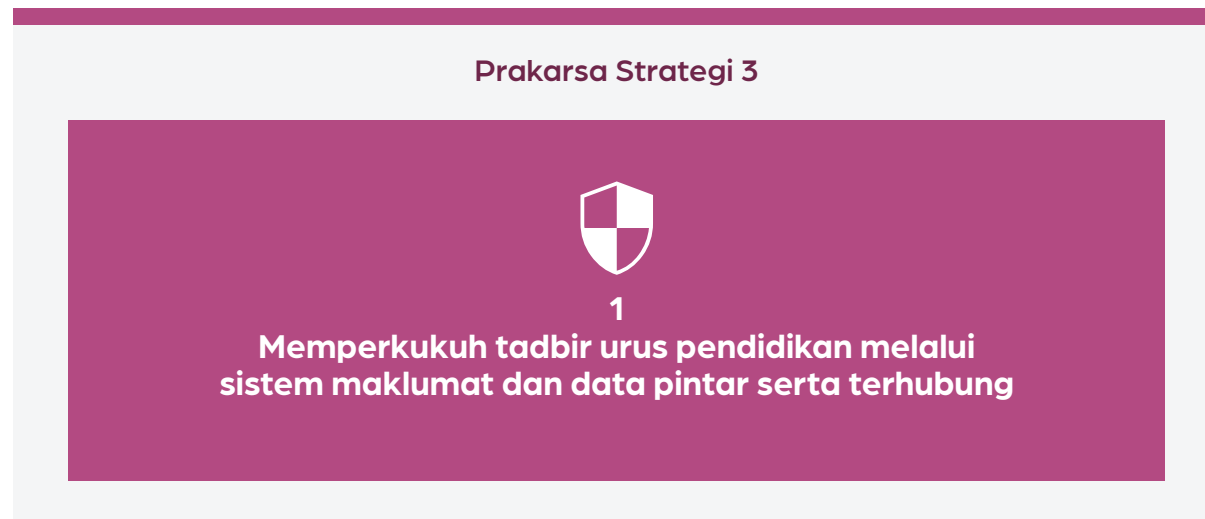 Prakarsa Strategi 3
1
Memperkukuh tadbir urus pendidikan melalui
sistem maklumat dan data pintar serta terhubung